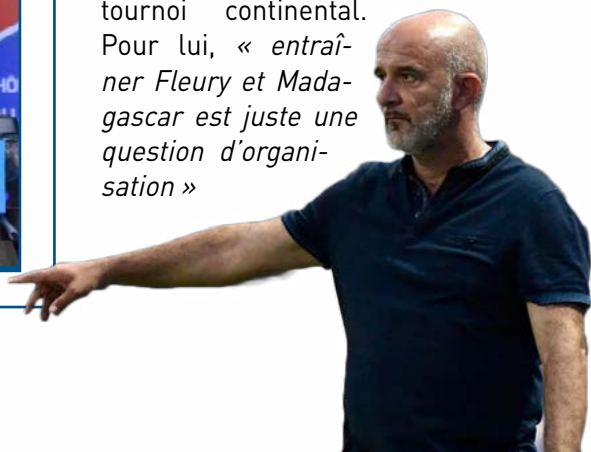 tournoi continental.
Pour lui, « entraî-
ner Fleury et Mada-
gascar est juste une
question d'organi-
sation »